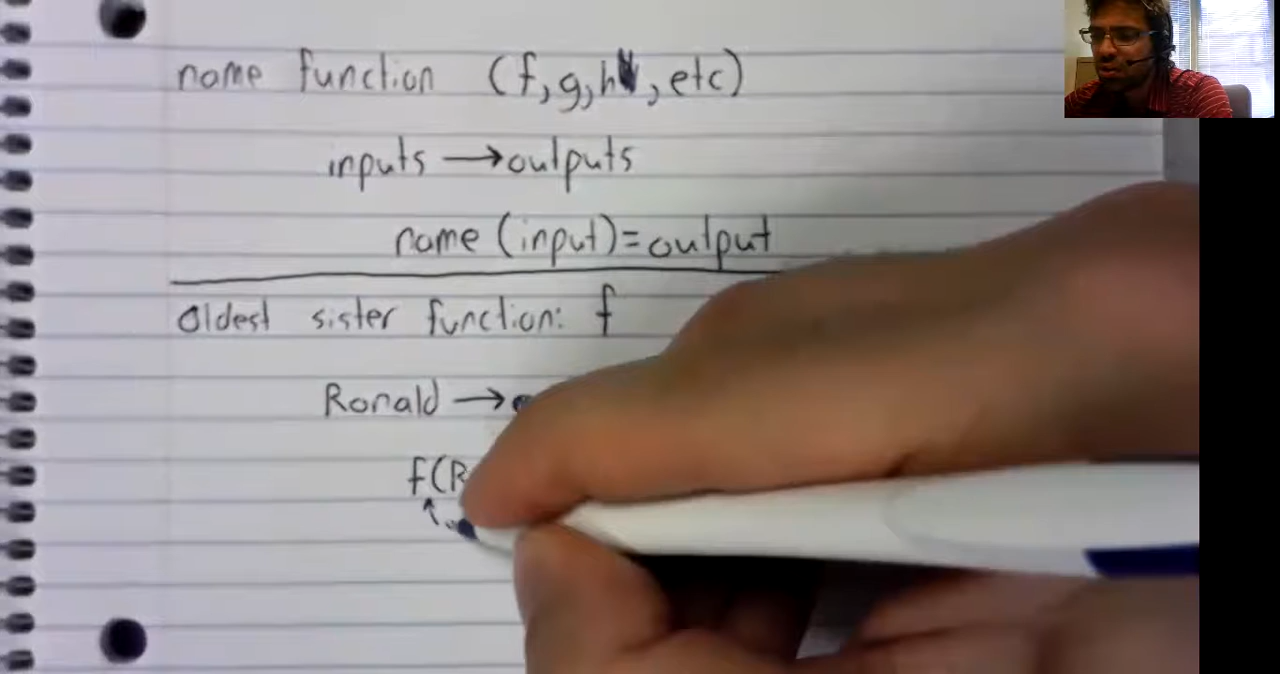 name function (f,g,h, etc)
inputs → outputs
name (input)=output
Oldest sister function: f
Ronald →
f(R